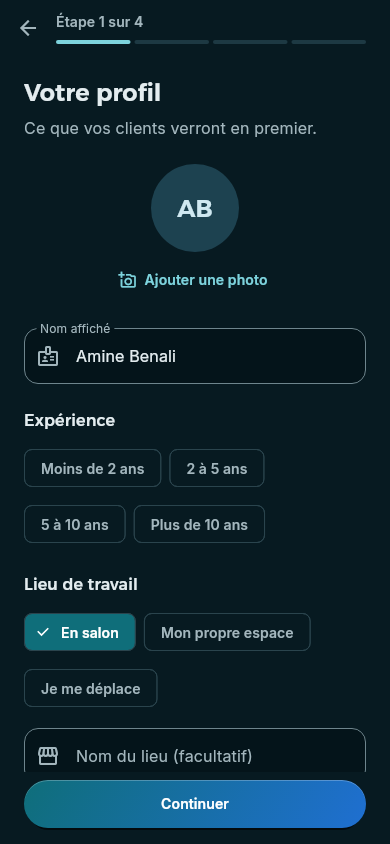 Étape 1 sur 4
Votre profil
Ce que vos clients verront en premier.
AB
Ajouter une photo
Nom affiché
Amine Benali
Expérience
Moins de 2 ans
2 à 5 ans
5 à 10 ans
Plus de 10 ans
Lieu de travail
En salon
Mon propre espace
Je me déplace
Nom du lieu (facultatif)
Continuer